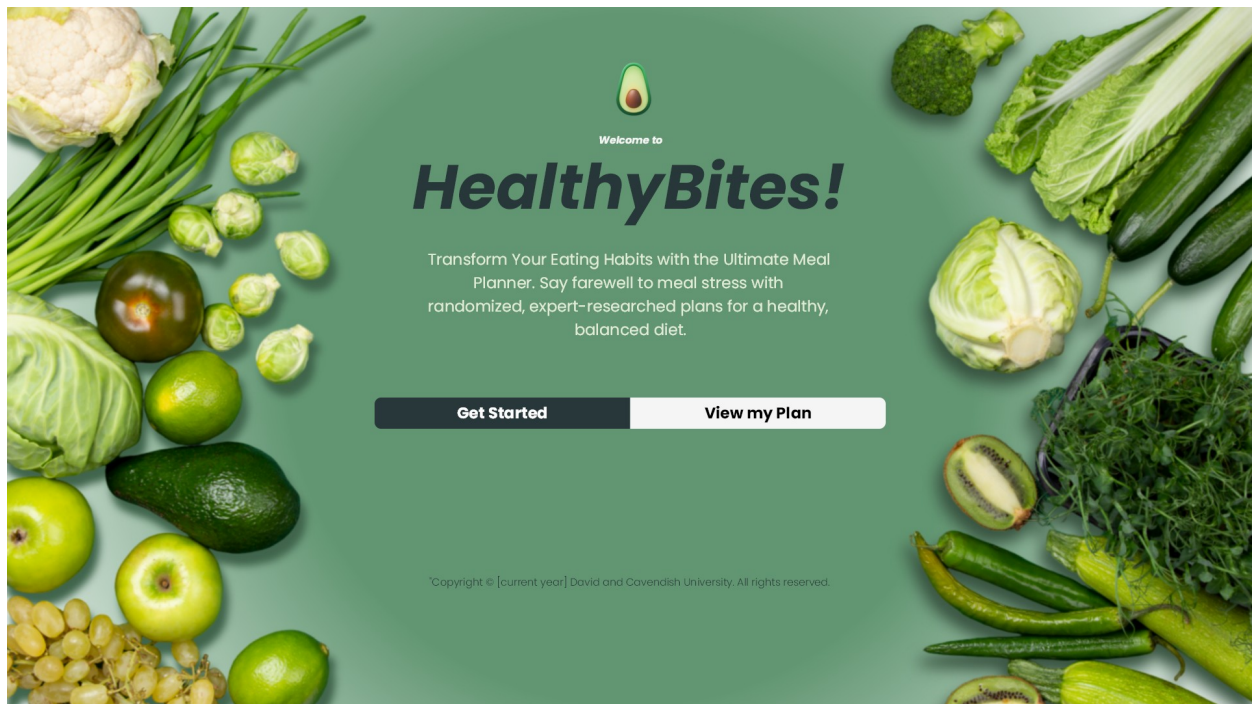 Welcome to
HealthyBites!
Transform Your Eating Habits with the Ultimate Meal
Planner. Say farewell to meal stress with
randomized, expert-researched plans for a healthy,
balanced diet.
Get Started
View my Plan
"Copyright © [current year] David and Cavendish University. All rights reserved.